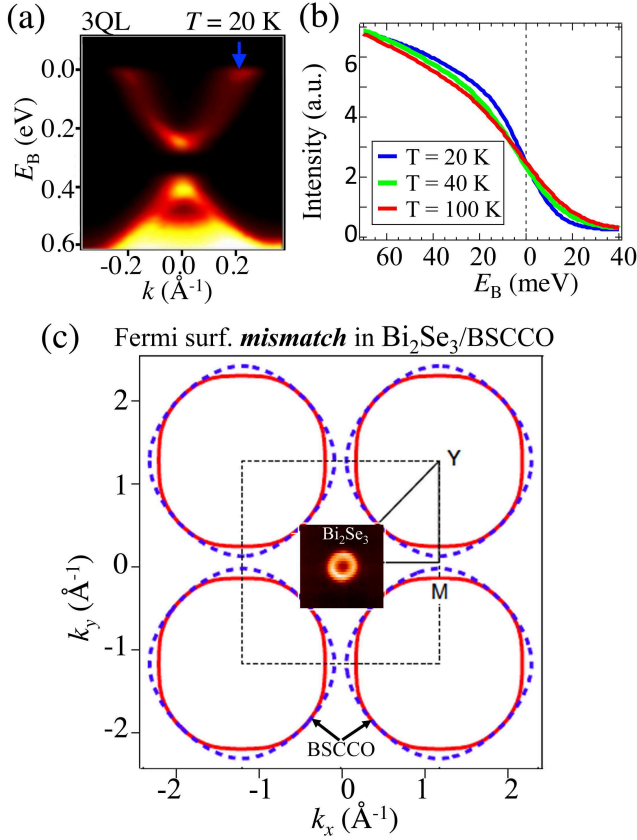 (a) 3QL T = 20 K
0.0
0.2
0.4
0.6
E_B (eV)
-0.2 0.0 0.2
k (Å⁻¹)
(b)
6
4
2
0
Intensity (a.u.)
T = 20 K
T = 40 K
T = 100 K
60 40 20 0 20 40
E_B (meV)
(c) Fermi surf. mismatch in Bi₂Se₃/BSCCO
2
1
0
-1
-2
k_y (Å⁻¹)
Y
Bi₂Se₃
M
BSCCO
-2 -1 0 1 2
k_x (Å⁻¹)